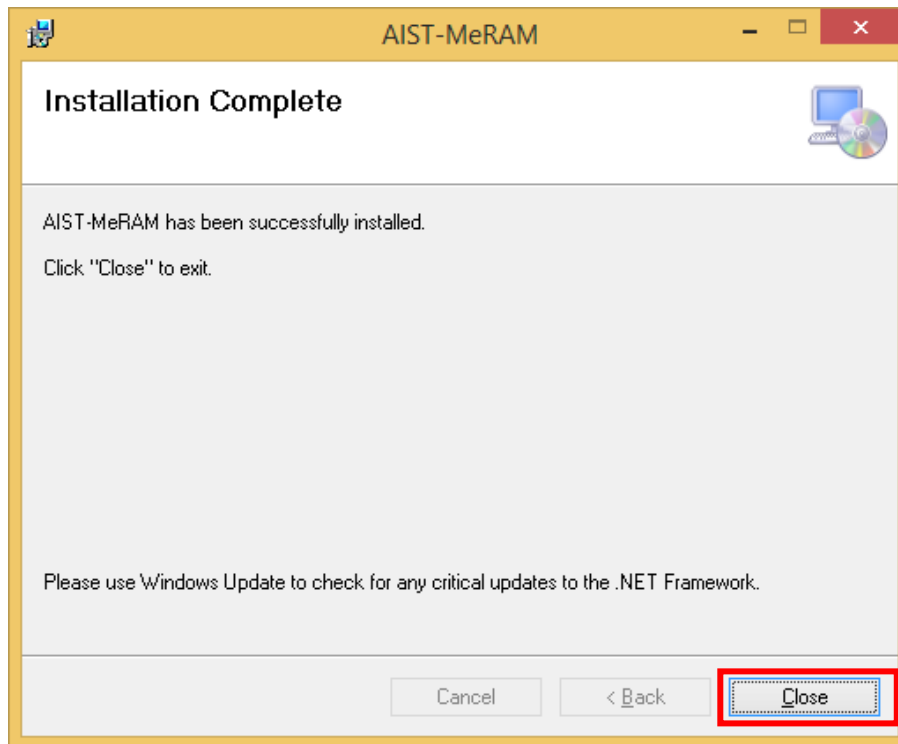 AIST-MeRAM
Installation Complete
AIST-MeRAM has been successfully installed.
Click "Close" to exit.
Please use Windows Update to check for any critical updates to the .NET Framework.
Cancel < Back Close